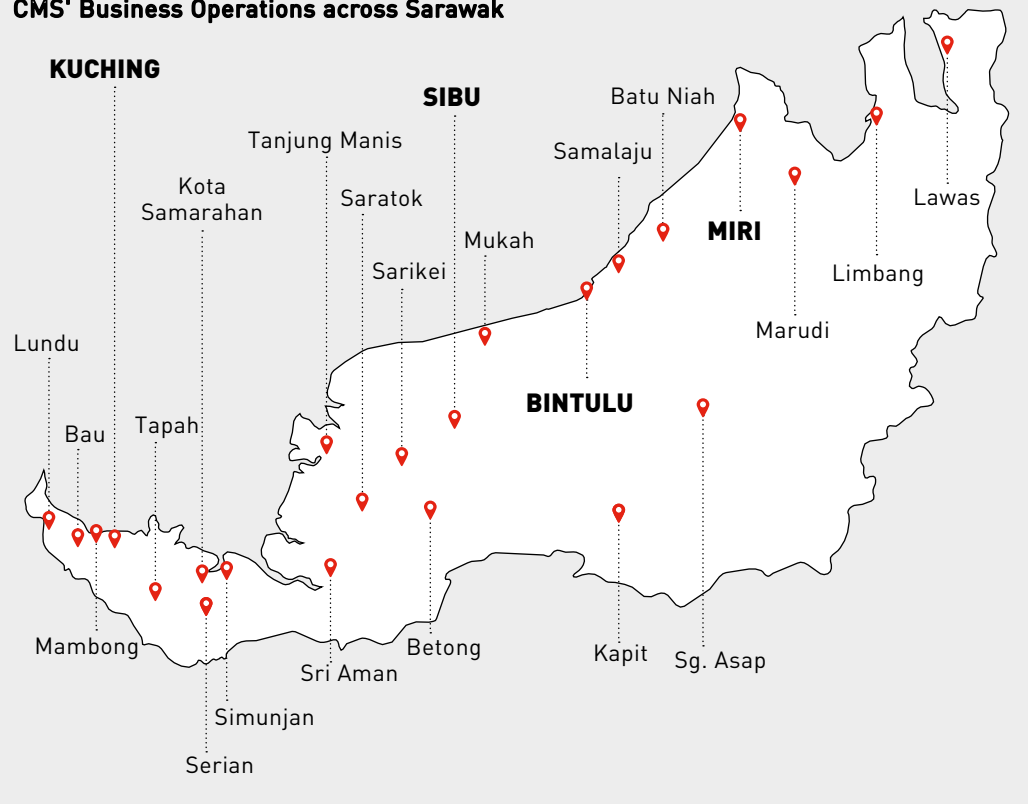 CMS' Business Operations across Sarawak
KUCHING
SIBU
Batu Niah
Tanjung Manis
Samalaju
Kota
Samarahan
Saratok
Lawas
Mukah
MIRI
Sarikei
Limbang
Marudi
Lundu
BINTULU
Tapah
Bau
Mambong
Betong
Kapit
Sg. Asap
Sri Aman
Simunjan
Serian